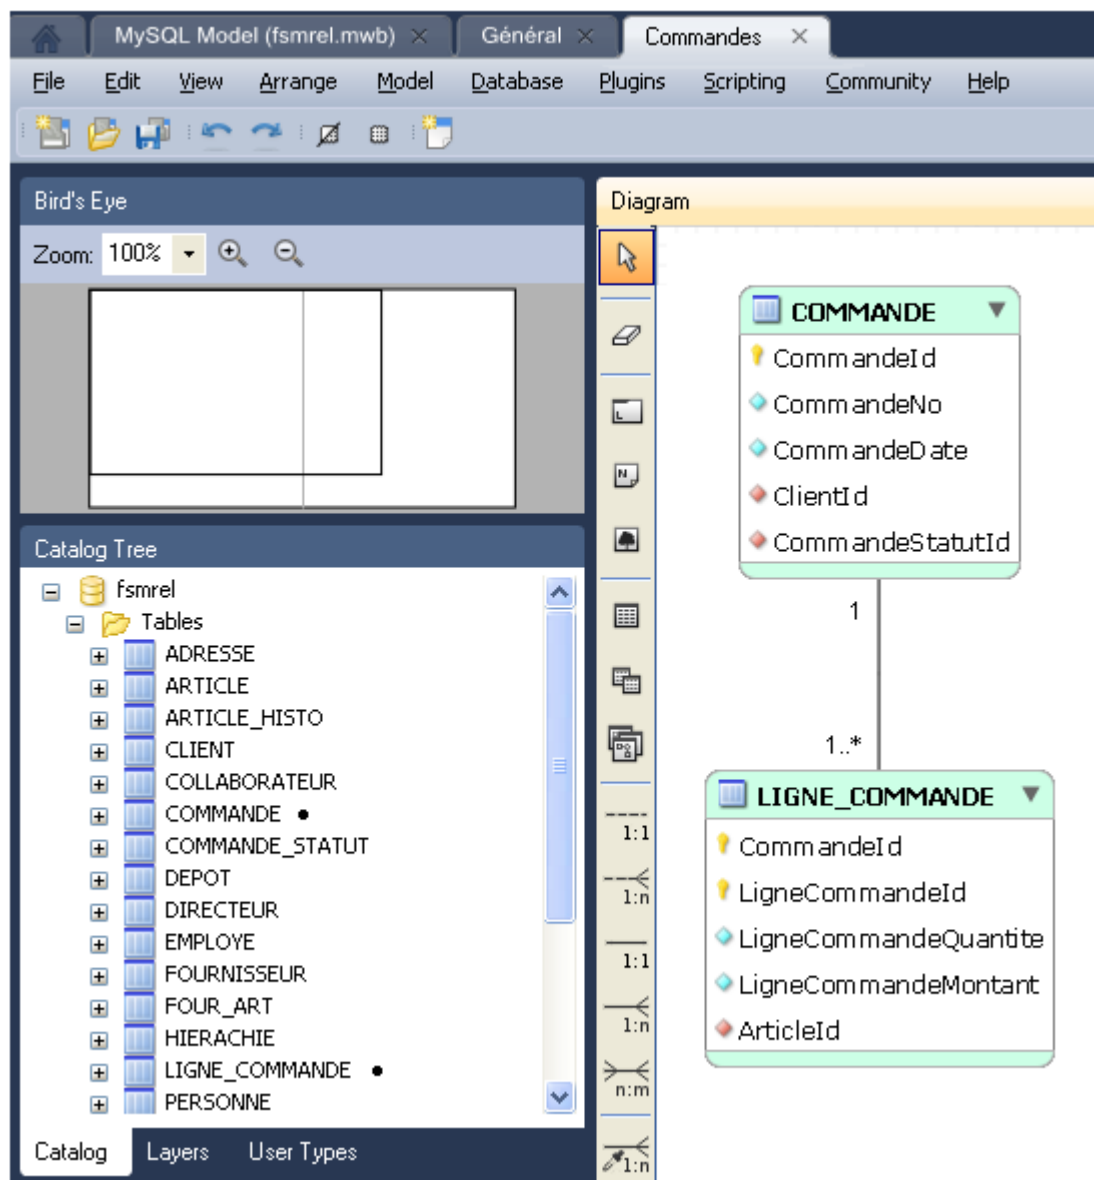 MySQL Model (fsmrel.mwb) Général Commandes
File Edit View Arrange Model Database Plugins Scripting Community Help
Bird's Eye
Zoom: 100%
Catalog Tree
fsmrel
Tables
ADRESSE
ARTICLE
ARTICLE_HISTO
CLIENT
COLLABORATEUR
COMMANDE
COMMANDE_STATUT
DEPOT
DIRECTEUR
EMPLOYE
FOURNISSEUR
FOUR_ART
HIERACHIE
LIGNE_COMMANDE
PERSONNE
Catalog Layers User Types
Diagram
L
N
1:1
1:n
1:1
1:n
n:m
1:n
COMMANDE
CommandeId
CommandeNo
CommandeDate
ClientId
CommandeStatutId
1
1..*
LIGNE_COMMANDE
CommandeId
LigneCommandeId
LigneCommandeQuantite
LigneCommandeMontant
ArticleId